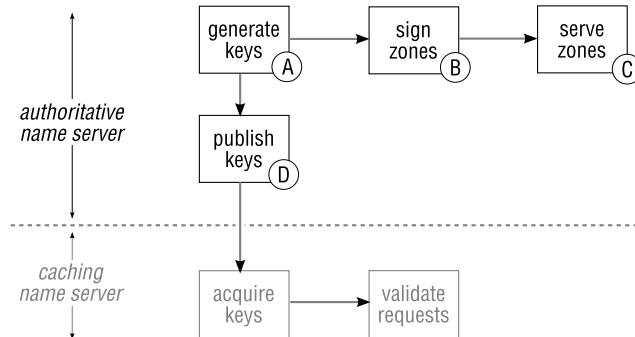 generate
keys
A
sign
zones
B
serve
zones
C
authoritative
name server
publish
keys
D
caching
name server
acquire
keys
validate
requests